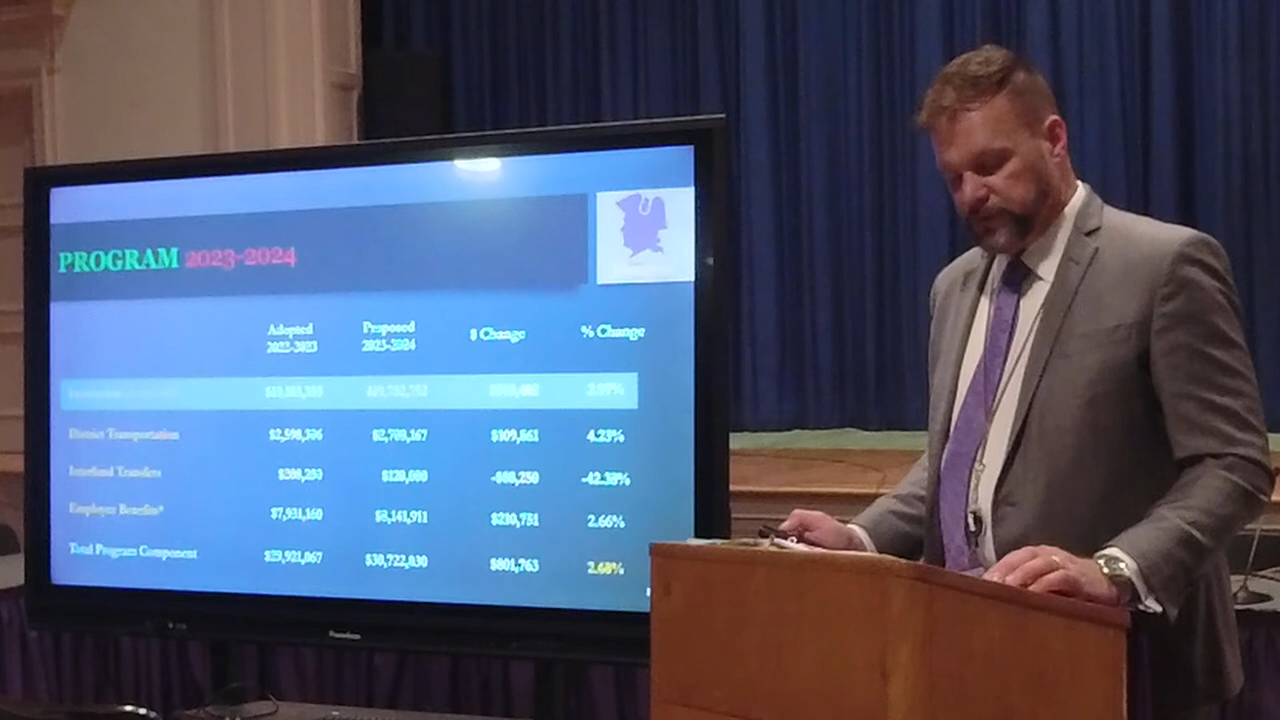 PROGRAM 2023-2024
Adopted Proposed $ Change % Change
2022-2023 2023-2024
District Transportation $2,598,306 $2,708,167 $109,861 4.23%
Interfund Transfers $208,250 $120,000 -$88,250 -42.38%
Employee Benefits* $7,931,160 $8,141,911 $210,751 2.66%
Total Program Component $29,921,067 $30,722,830 $801,763 2.68%